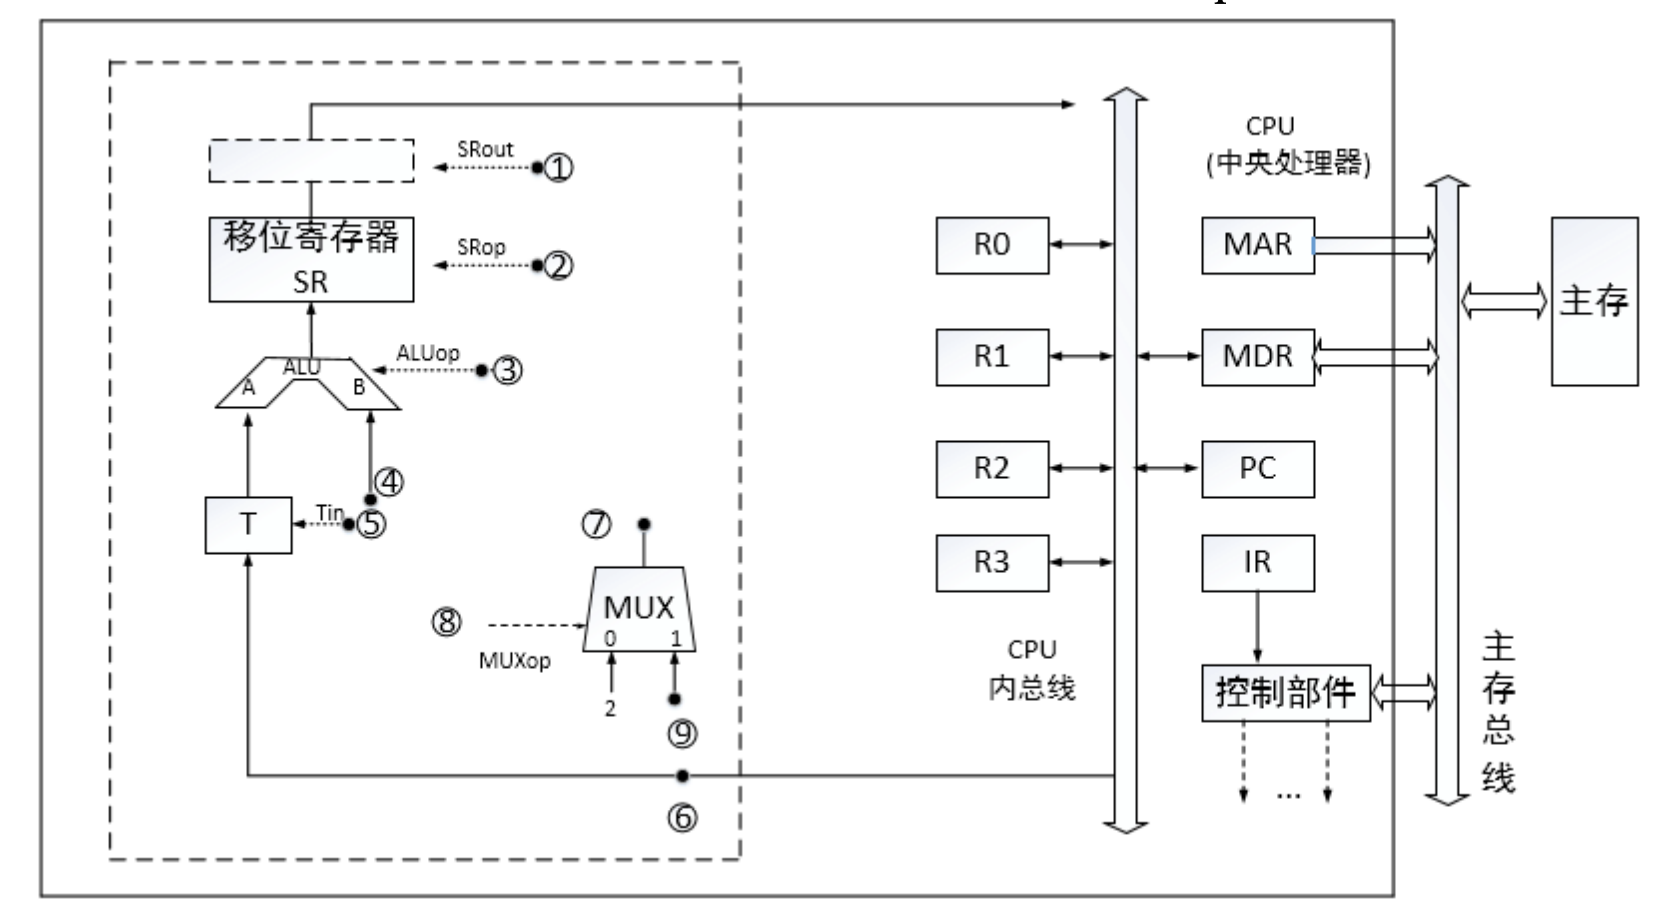 SRout
①
移位寄存器
SR
SRop
②
ALU
A
B
ALUop
③
④
T
Tin
⑤
⑦
MUX
0
1
⑧
MUXop
2
⑨
⑥
R0
R1
R2
R3
CPU
内总线
CPU
(中央处理器)
MAR
MDR
PC
IR
控制部件
...
主存
主
存
总
线